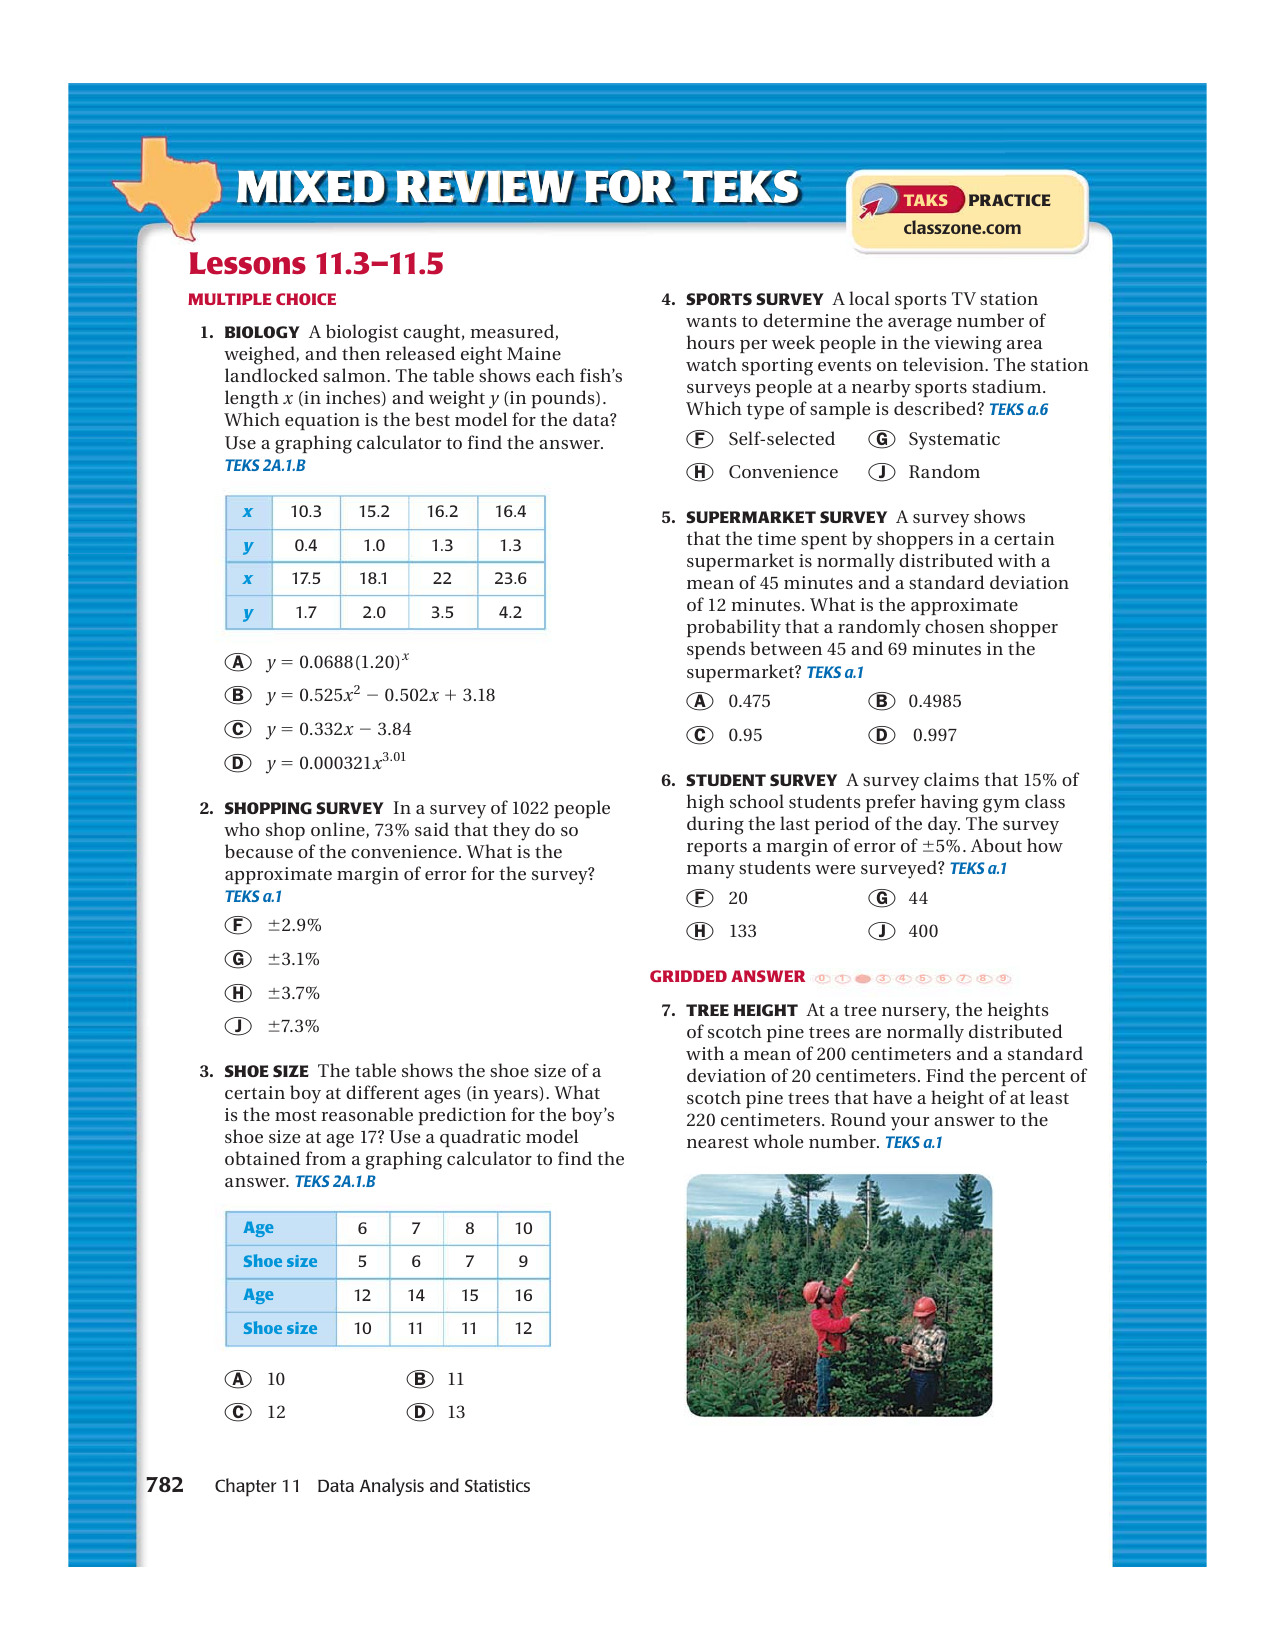 MIXED REVIEW FOR TEKS
TAKS PRACTICE
classzone.com
Lessons 11.3–11.5
MULTIPLE CHOICE
1. BIOLOGY A biologist caught, measured,
weighed, and then released eight Maine
landlocked salmon. The table shows each fish's
length x (in inches) and weight y (in pounds).
Which equation is the best model for the data?
Use a graphing calculator to find the answer.
TEKS 2A.1.B
x 10.3 15.2 16.2 16.4
y 0.4 1.0 1.3 1.3
x 17.5 18.1 22 23.6
y 1.7 2.0 3.5 4.2
A y = 0.0688(1.20)^x
B y = 0.525x² − 0.502x + 3.18
C y = 0.332x − 3.84
D y = 0.000321x^3.01
2. SHOPPING SURVEY In a survey of 1022 people
who shop online, 73% said that they do so
because of the convenience. What is the
approximate margin of error for the survey?
TEKS a.1
F ±2.9%
G ±3.1%
H ±3.7%
J ±7.3%
3. SHOE SIZE The table shows the shoe size of a
certain boy at different ages (in years). What
is the most reasonable prediction for the boy's
shoe size at age 17? Use a quadratic model
obtained from a graphing calculator to find the
answer. TEKS 2A.1.B
Age 6 7 8 10
Shoe size 5 6 7 9
Age 12 14 15 16
Shoe size 10 11 11 12
A 10 B 11
C 12 D 13
4. SPORTS SURVEY A local sports TV station
wants to determine the average number of
hours per week people in the viewing area
watch sporting events on television. The station
surveys people at a nearby sports stadium.
Which type of sample is described? TEKS a.6
F Self-selected G Systematic
H Convenience J Random
5. SUPERMARKET SURVEY A survey shows
that the time spent by shoppers in a certain
supermarket is normally distributed with a
mean of 45 minutes and a standard deviation
of 12 minutes. What is the approximate
probability that a randomly chosen shopper
spends between 45 and 69 minutes in the
supermarket? TEKS a.1
A 0.475 B 0.4985
C 0.95 D 0.997
6. STUDENT SURVEY A survey claims that 15% of
high school students prefer having gym class
during the last period of the day. The survey
reports a margin of error of ±5%. About how
many students were surveyed? TEKS a.1
F 20 G 44
H 133 J 400
GRIDDED ANSWER 0 1 3 4 5 6 7 8 9
7. TREE HEIGHT At a tree nursery, the heights
of scotch pine trees are normally distributed
with a mean of 200 centimeters and a standard
deviation of 20 centimeters. Find the percent of
scotch pine trees that have a height of at least
220 centimeters. Round your answer to the
nearest whole number. TEKS a.1
782 Chapter 11 Data Analysis and Statistics